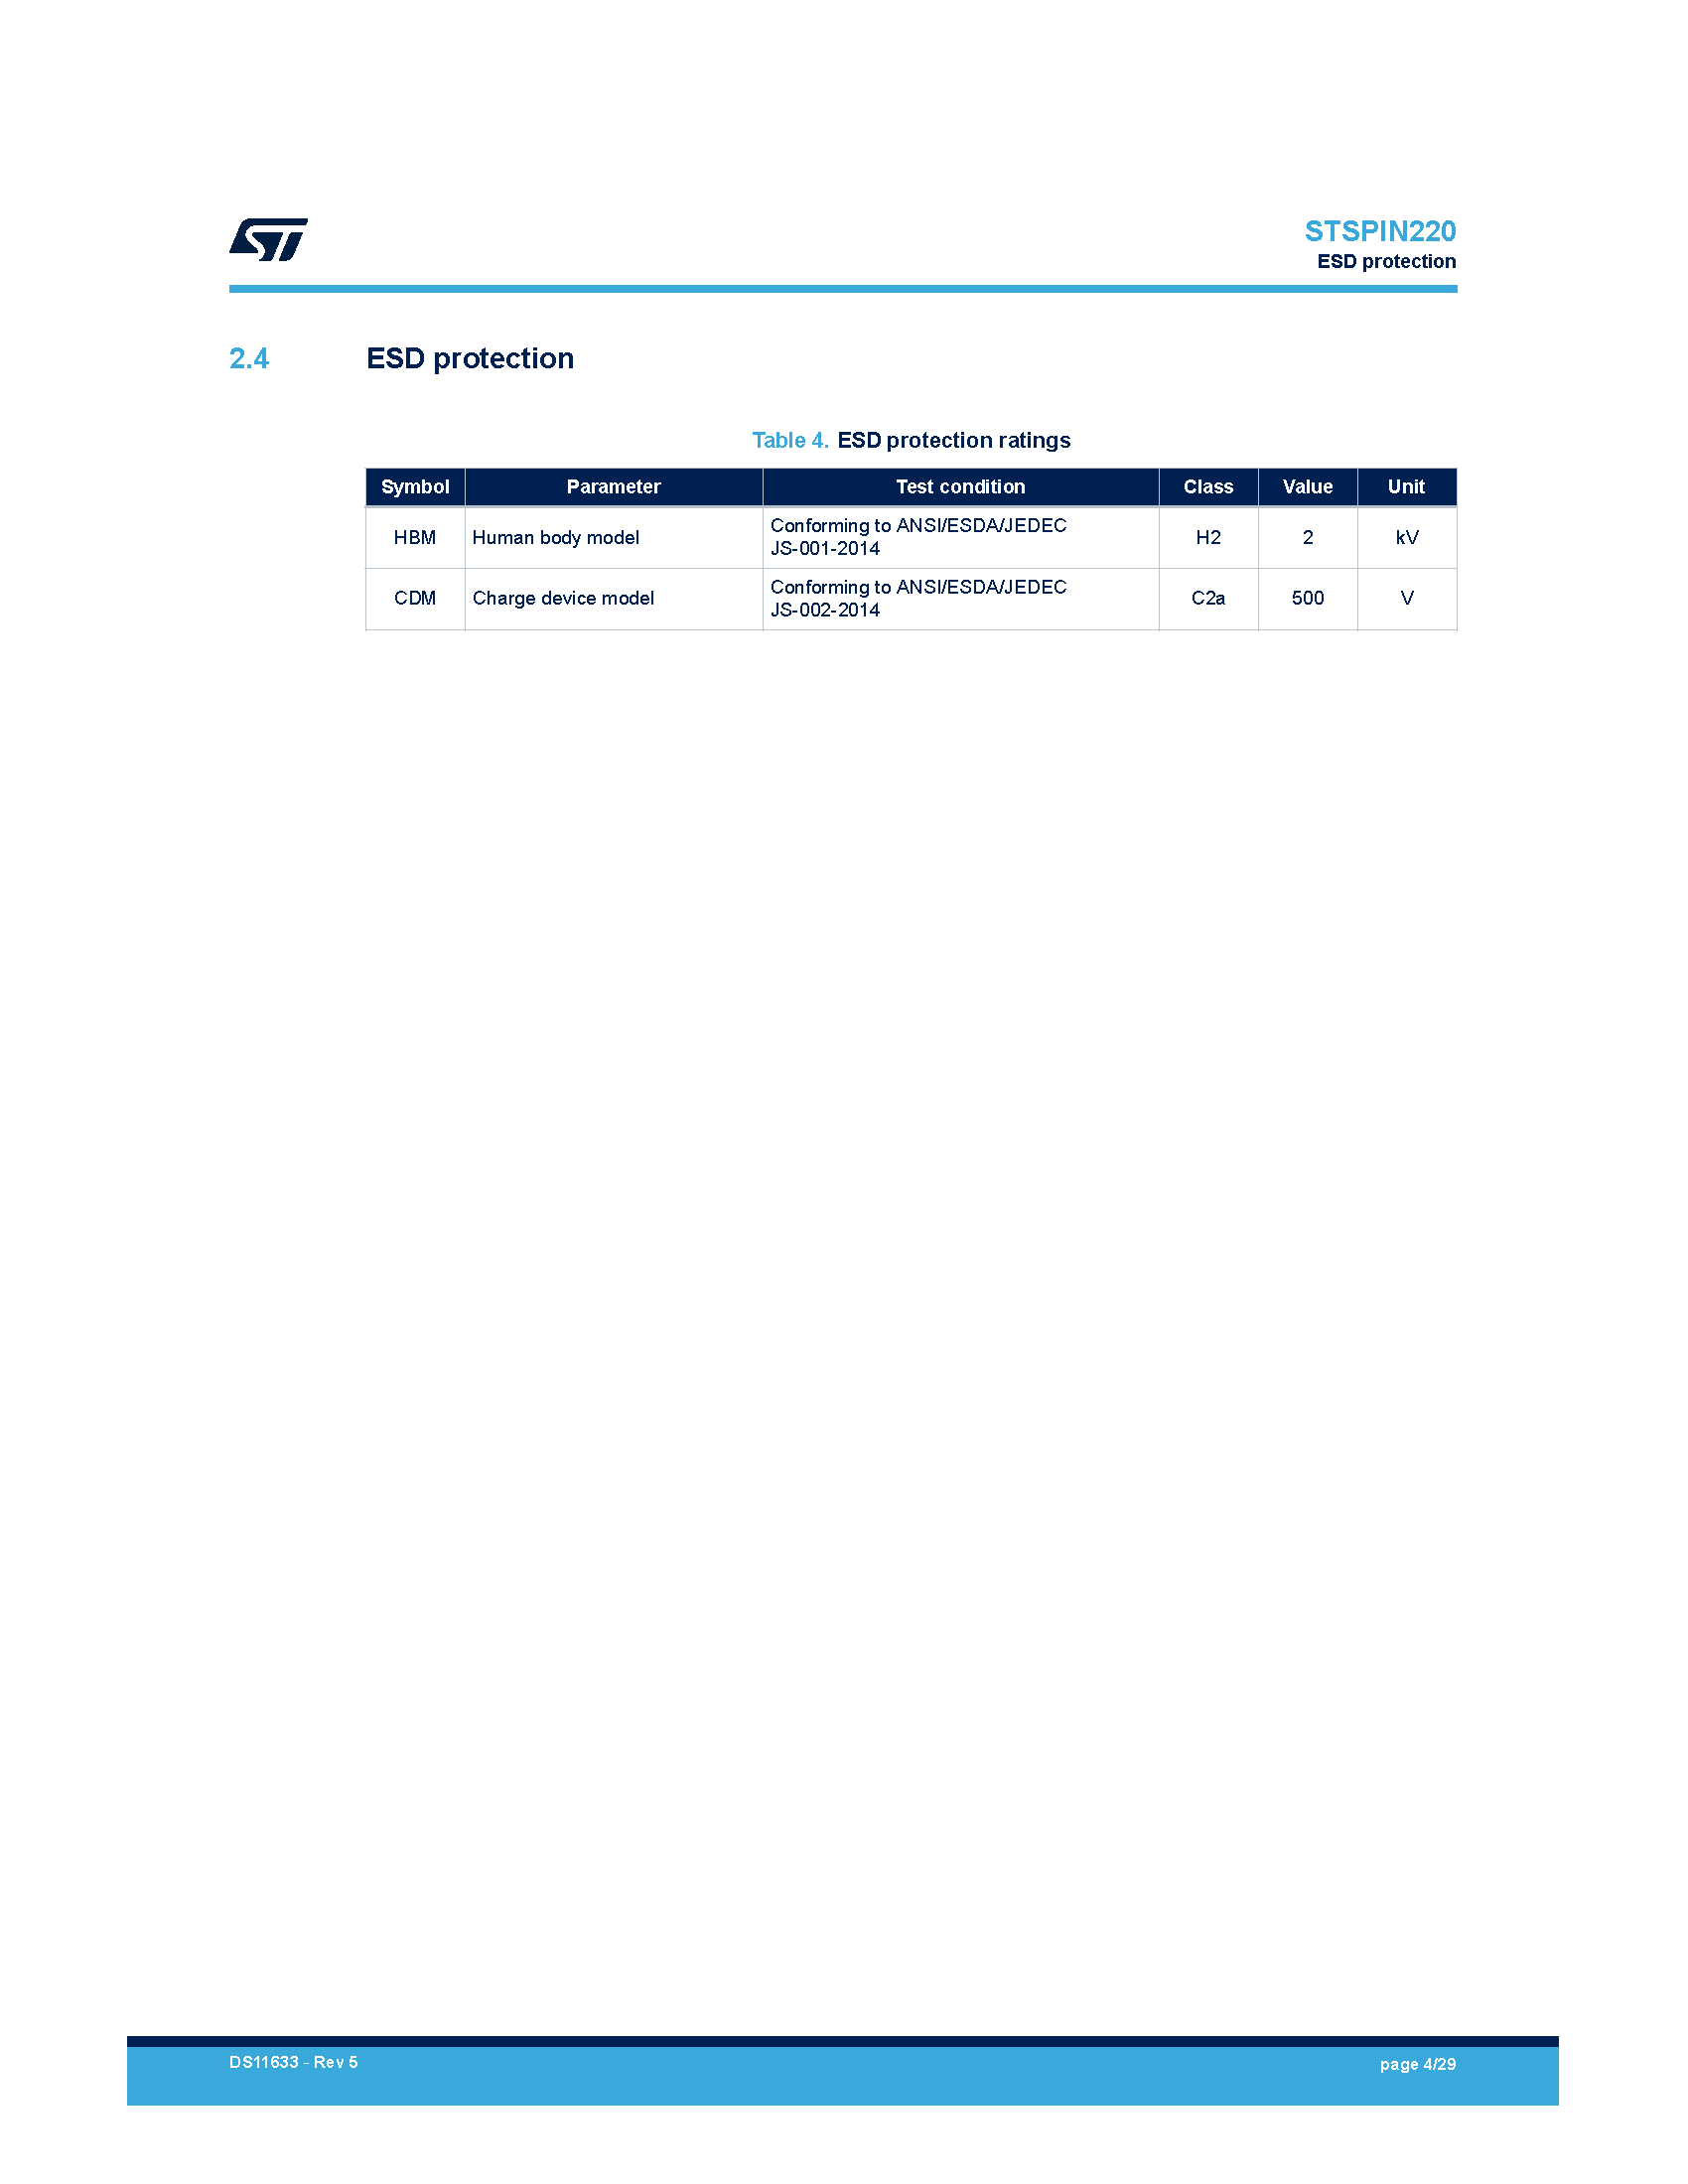 ST
STSPIN220
ESD protection
2.4 ESD protection
Table 4. ESD protection ratings
Symbol Parameter Test condition Class Value Unit
HBM Human body model Conforming to ANSI/ESDA/JEDEC
JS-001-2014 H2 2 kV
CDM Charge device model Conforming to ANSI/ESDA/JEDEC
JS-002-2014 C2a 500 V
DS11633 - Rev 5 page 4/29